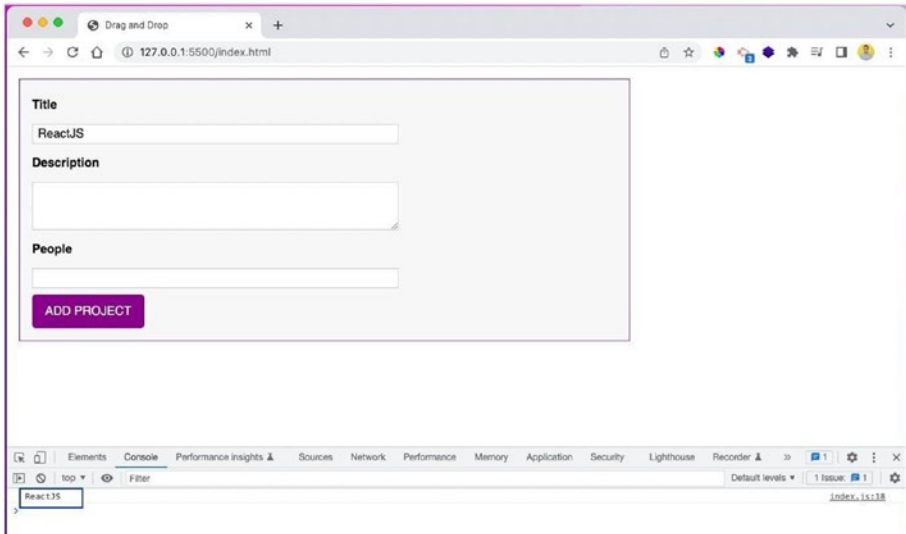 Drag and Drop
127.0.0.1:5500/index.html
Title
ReactJS
Description
People
ADD PROJECT
Elements Console Performance insights Sources Network Performance Memory Application Security Lighthouse Recorder » 1
top Filter Default levels 1 Issue: 1
ReactJS index.js:18